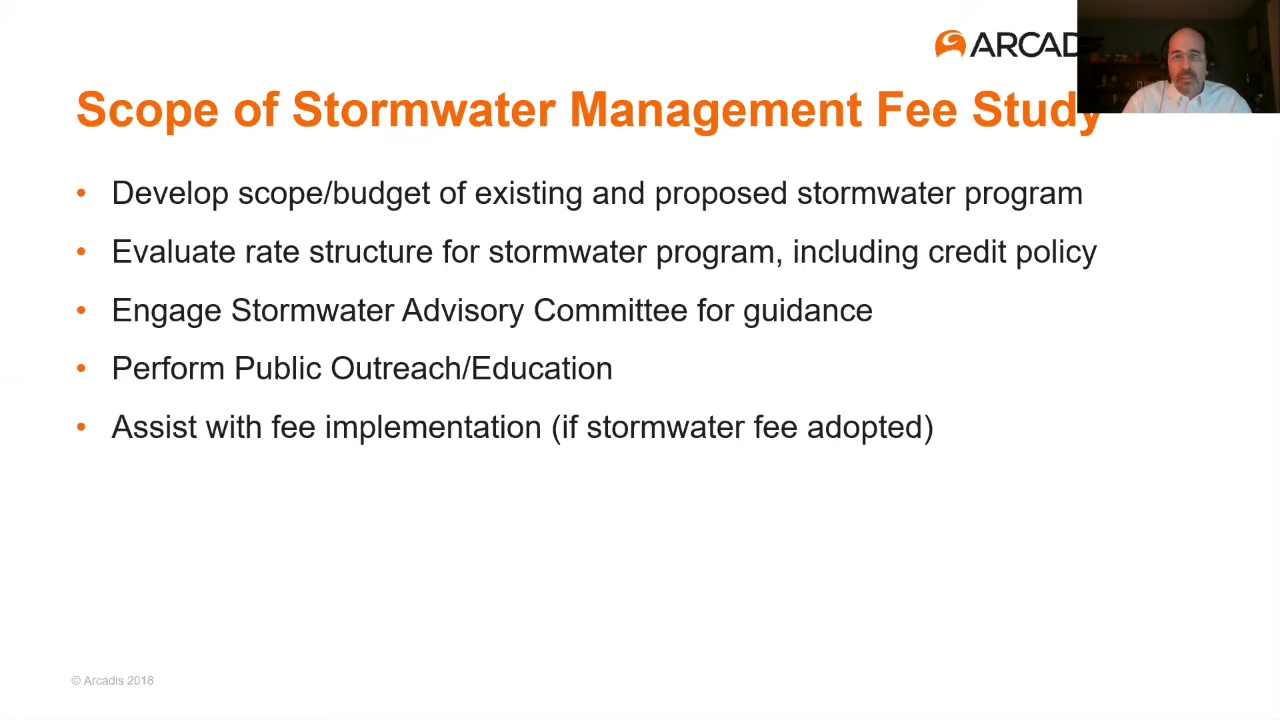 ARCAD
Scope of Stormwater Management Fee Study
• Develop scope/budget of existing and proposed stormwater program
• Evaluate rate structure for stormwater program, including credit policy
• Engage Stormwater Advisory Committee for guidance
• Perform Public Outreach/Education
• Assist with fee implementation (if stormwater fee adopted)
© Arcadis 2018